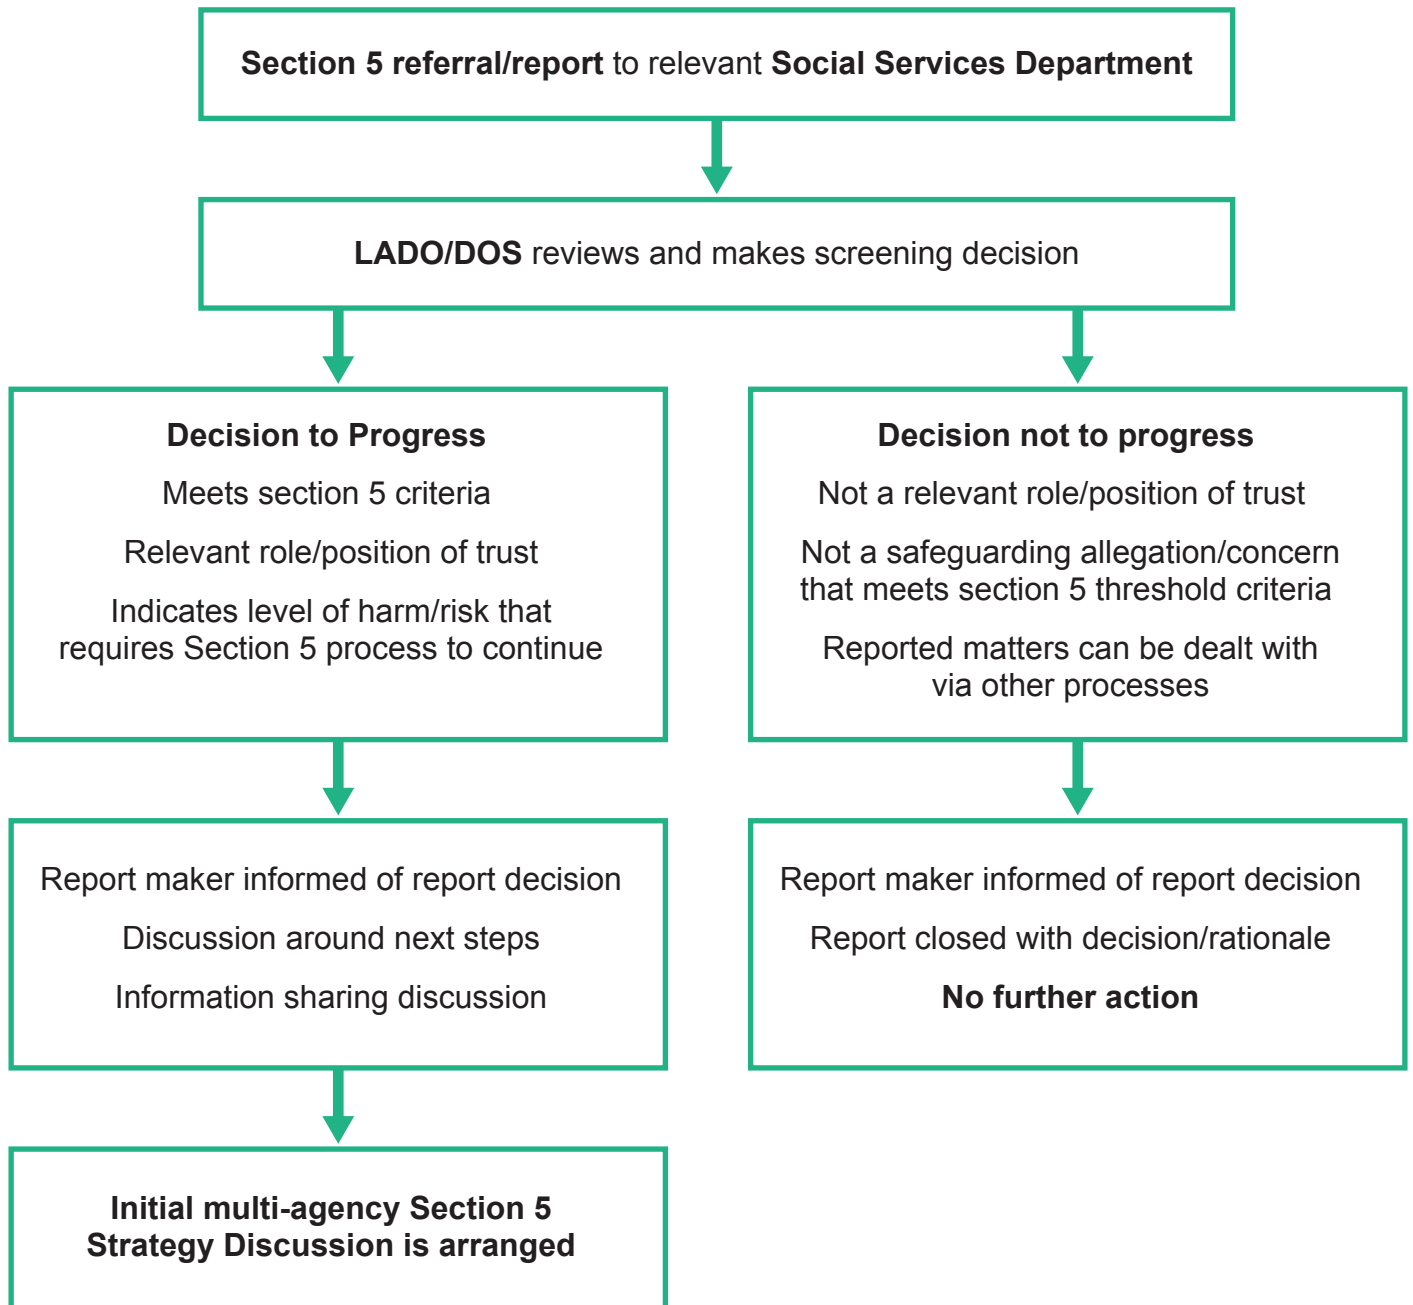 Section 5 referral/report to relevant Social Services Department
LADO/DOS reviews and makes screening decision
Decision to Progress
Meets section 5 criteria
Relevant role/position of trust
Indicates level of harm/risk that
requires Section 5 process to continue
Decision not to progress
Not a relevant role/position of trust
Not a safeguarding allegation/concern
that meets section 5 threshold criteria
Reported matters can be dealt with
via other processes
Report maker informed of report decision
Discussion around next steps
Information sharing discussion
Report maker informed of report decision
Report closed with decision/rationale
No further action
Initial multi-agency Section 5
Strategy Discussion is arranged